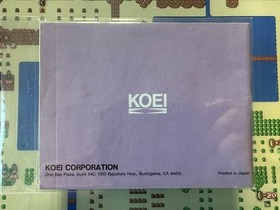 KOEI
KOEI CORPORATION
One Bay Plaza, Suite 540, 1350 Bayshore Hwy., Burlingame, CA 94010
Printed in Japan